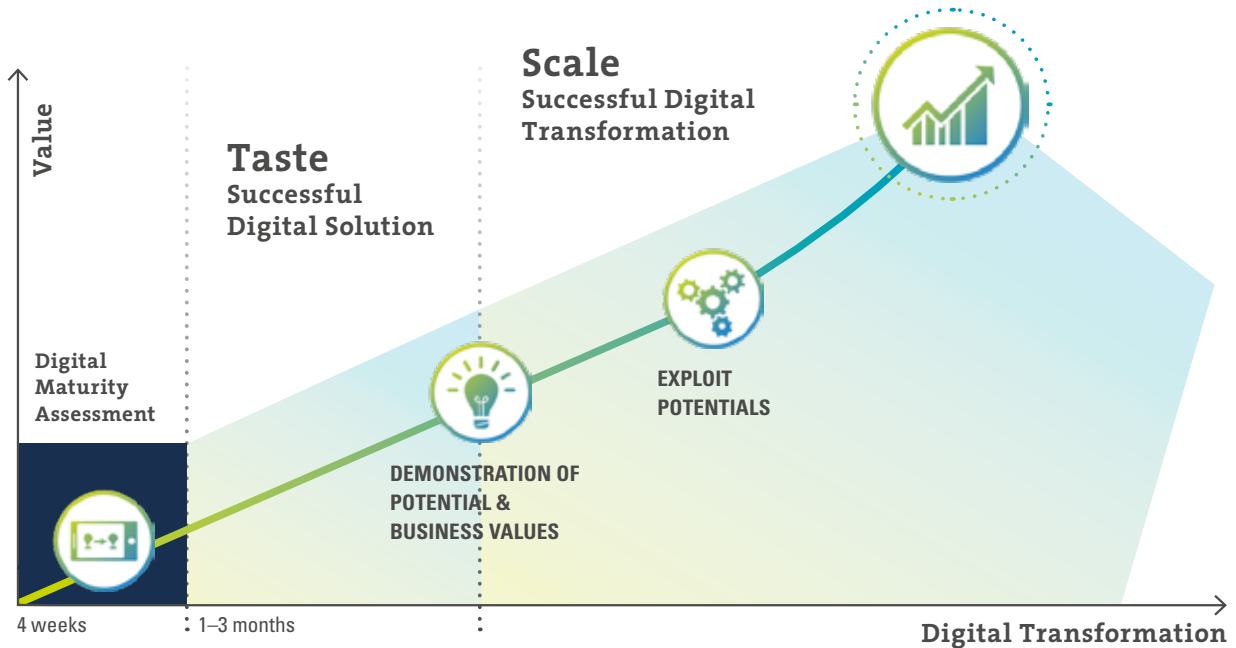 Scale
Successful Digital
Transformation
Value
Taste
Successful
Digital Solution
Digital
Maturity
Assessment
EXPLOIT
POTENTIALS
DEMONSTRATION OF
POTENTIAL &
BUSINESS VALUES
4 weeks
1–3 months
Digital Transformation